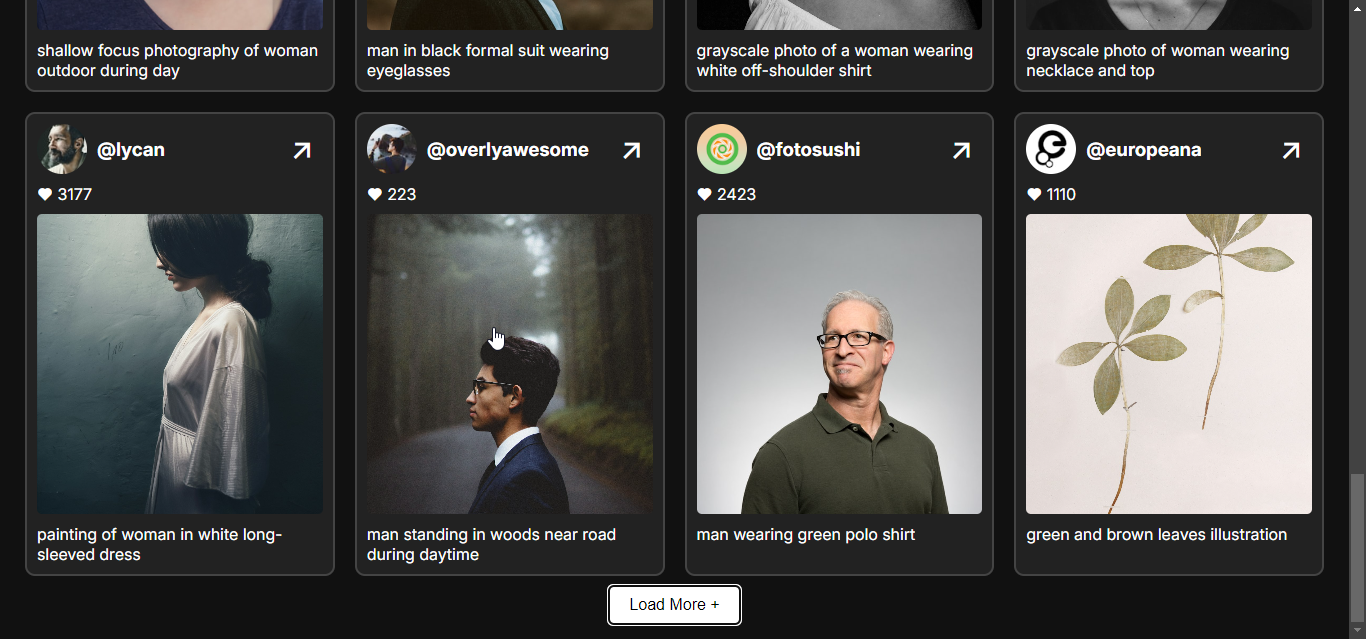 shallow focus photography of woman
outdoor during day
man in black formal suit wearing
eyeglasses
grayscale photo of a woman wearing
white off-shoulder shirt
grayscale photo of woman wearing
necklace and top
@lycan
3177
painting of woman in white long-
sleeved dress
@overlyawesome
223
man standing in woods near road
during daytime
@fotosushi
2423
man wearing green polo shirt
@europeana
1110
green and brown leaves illustration
Load More +